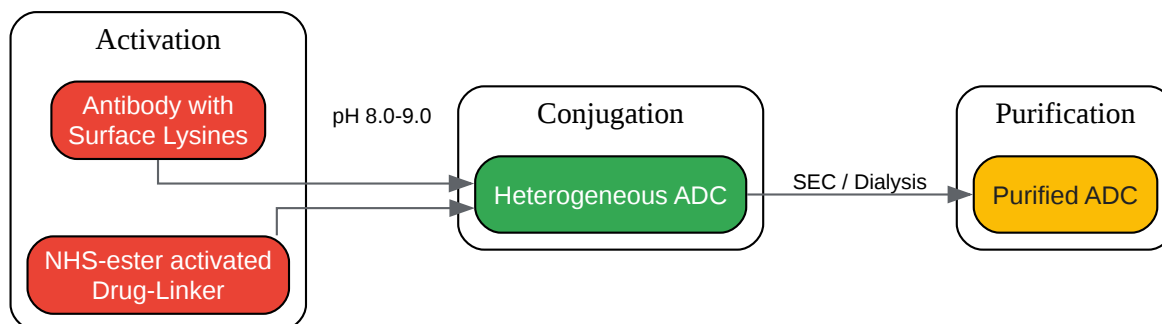 Activation
Antibody with
Surface Lysines
NHS-ester activated
Drug-Linker
pH 8.0-9.0
Conjugation
Heterogeneous ADC
SEC / Dialysis
Purification
Purified ADC